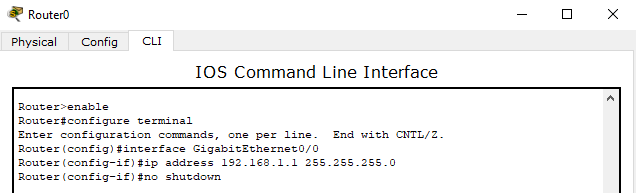 Router0
Physical Config CLI
IOS Command Line Interface
Router>enable
Router#configure terminal
Enter configuration commands, one per line.  End with CNTL/Z.
Router(config)#interface GigabitEthernet0/0
Router(config-if)#ip address 192.168.1.1 255.255.255.0
Router(config-if)#no shutdown